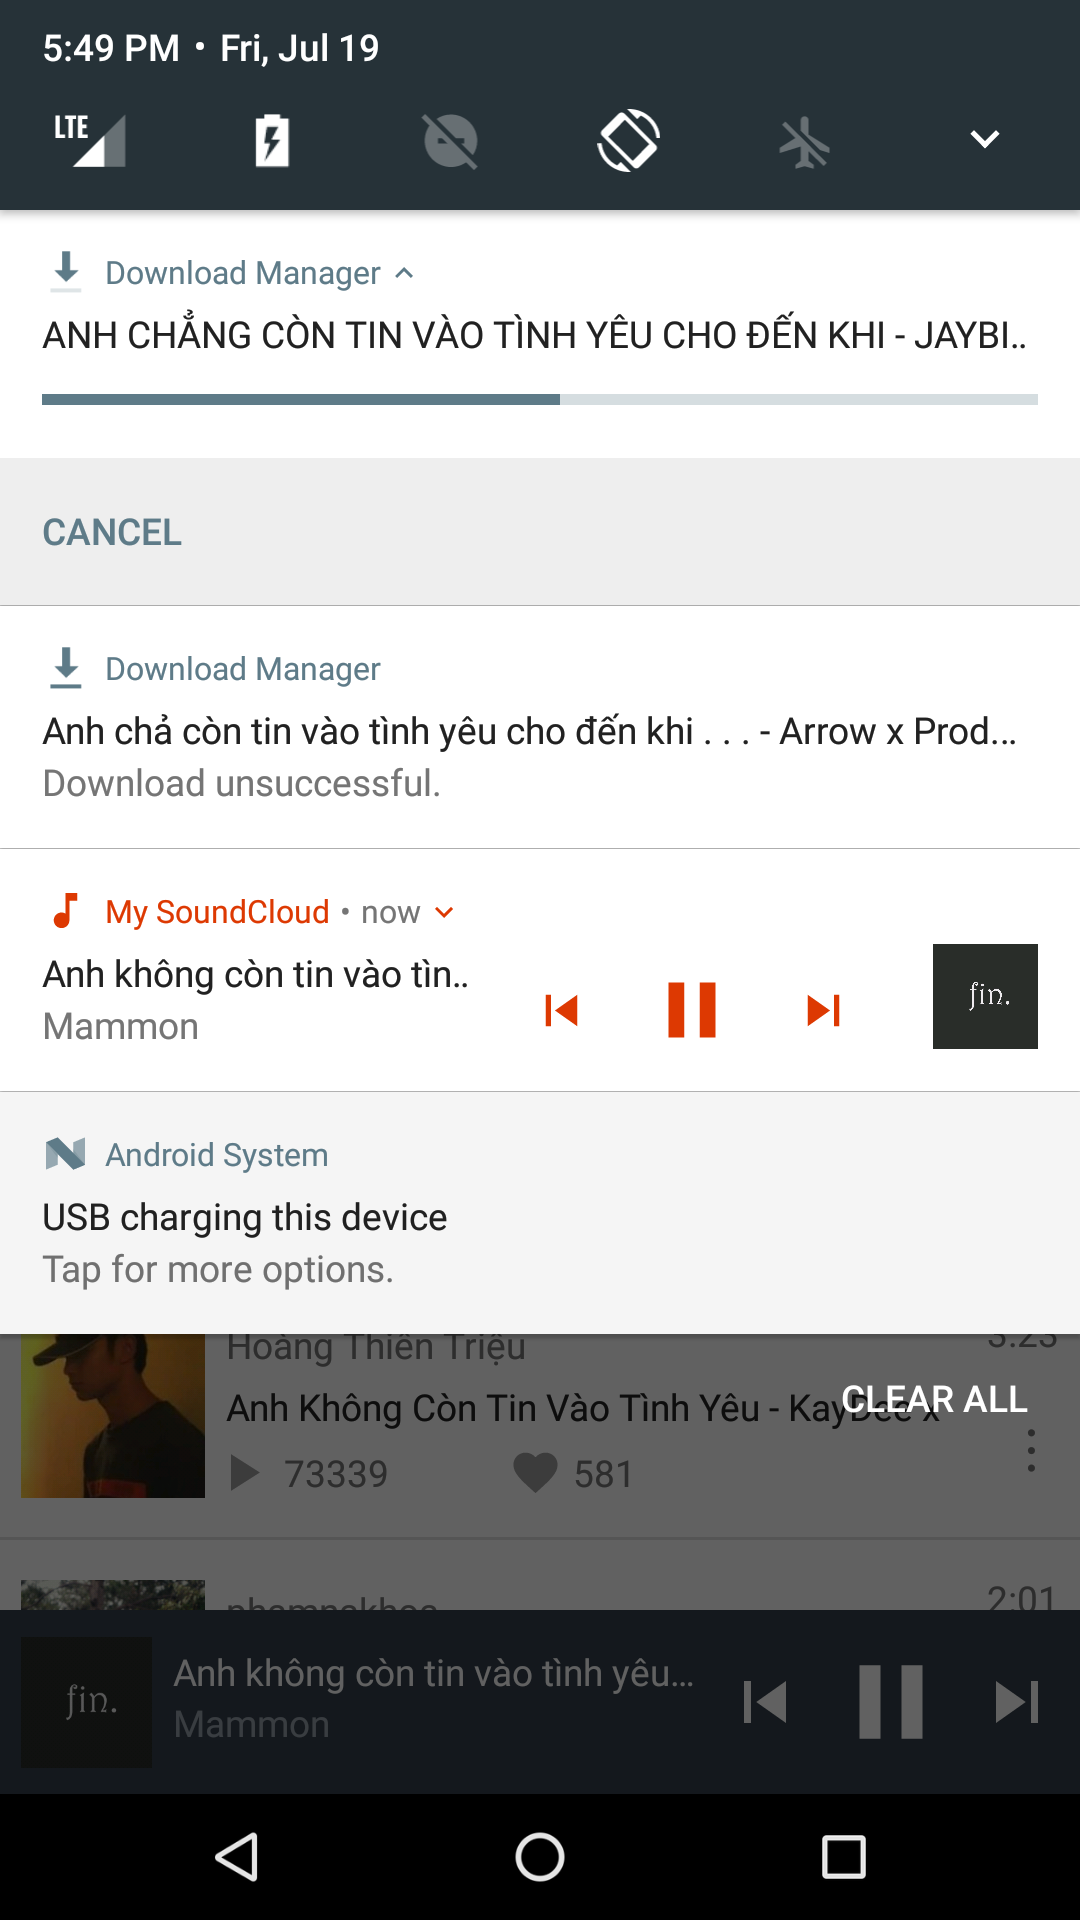 5:49 PM • Fri, Jul 19
LTE
Download Manager
ANH CHẲNG CÒN TIN VÀO TÌNH YÊU CHO ĐẾN KHI - JAYBI..
CANCEL
Download Manager
Anh chả còn tin vào tình yêu cho đến khi . . . - Arrow x Prod...
Download unsuccessful.
My SoundCloud • now
Anh không còn tin vào tìn..
Mammon
fin.
Android System
USB charging this device
Tap for more options.
Hoàng Thiên Triệu
3:23
Anh Không Còn Tin Vào Tình Yêu - KayDee x
CLEAR ALL
73339
581
2:01
Anh không còn tin vào tình yêu...
Mammon
fin.